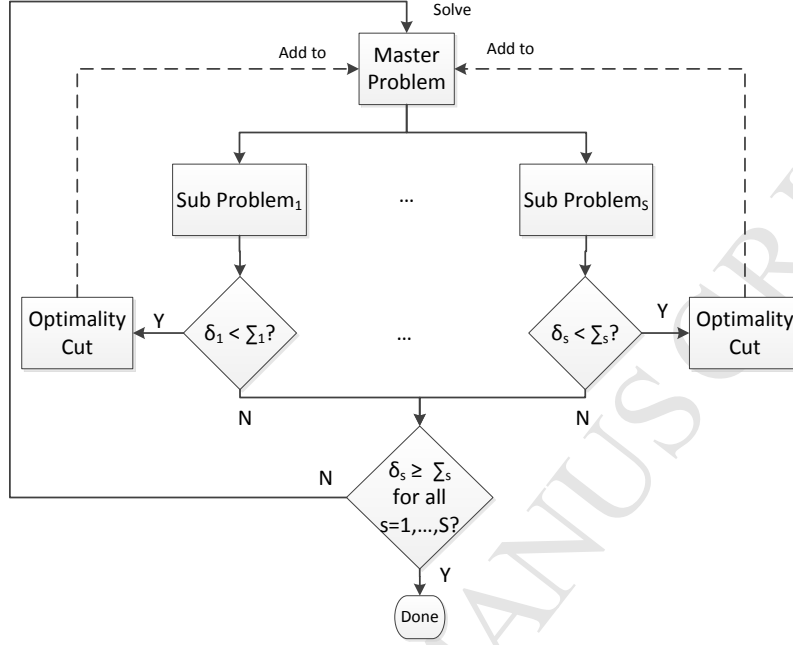 Solve
Add to
Add to
Master
Problem
Sub Problem₁
...
Sub Problemₛ
Optimality
Cut
Y
δ₁ < ∑₁?
...
δₛ < ∑ₛ?
Y
Optimality
Cut
N
N
N
δₛ ≥ ∑ₛ
for all
s=1,...,S?
Y
Done
ANUSCR